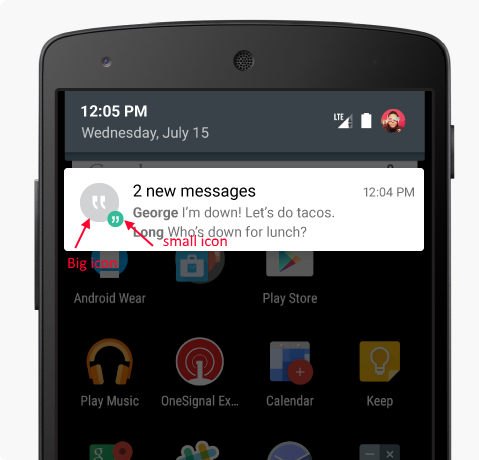 12:05 PM
LTE
Wednesday, July 15
2 new messages
12:04 PM
George I'm down! Let's do tacos.
Long Who's down for lunch?
small icon
Big icon
Android Wear
Play Store
Play Music
OneSignal Ex...
Calendar
Keep